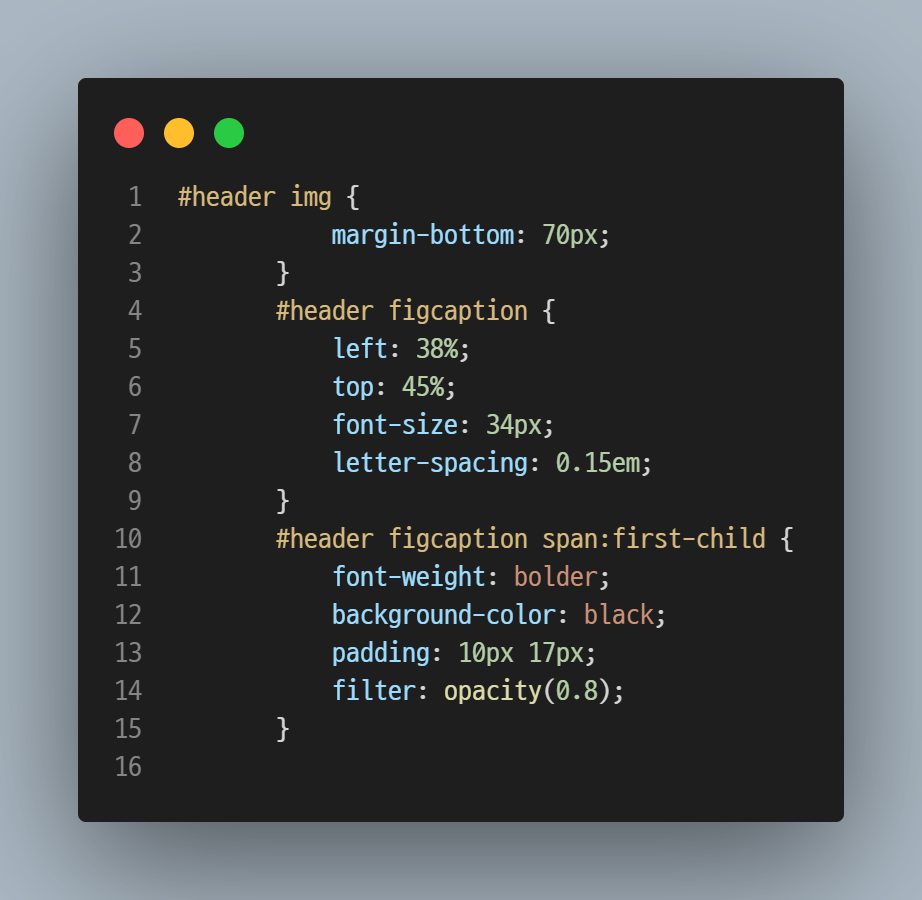 1 #header img {
2 margin-bottom: 70px;
3 }
4 #header figcaption {
5 left: 38%;
6 top: 45%;
7 font-size: 34px;
8 letter-spacing: 0.15em;
9 }
10 #header figcaption span:first-child {
11 font-weight: bolder;
12 background-color: black;
13 padding: 10px 17px;
14 filter: opacity(0.8);
15 }
16